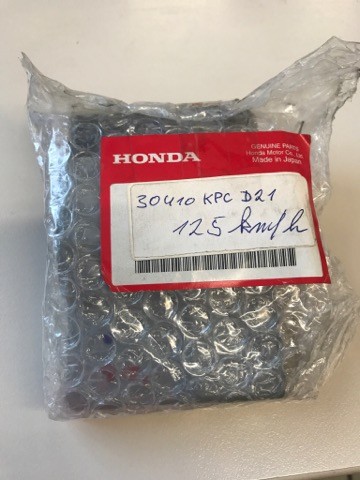 HONDA
GENUINE PARTS
Honda Motor Co., Ltd.
Made in Japan
30410 KPC D21
125 km/h